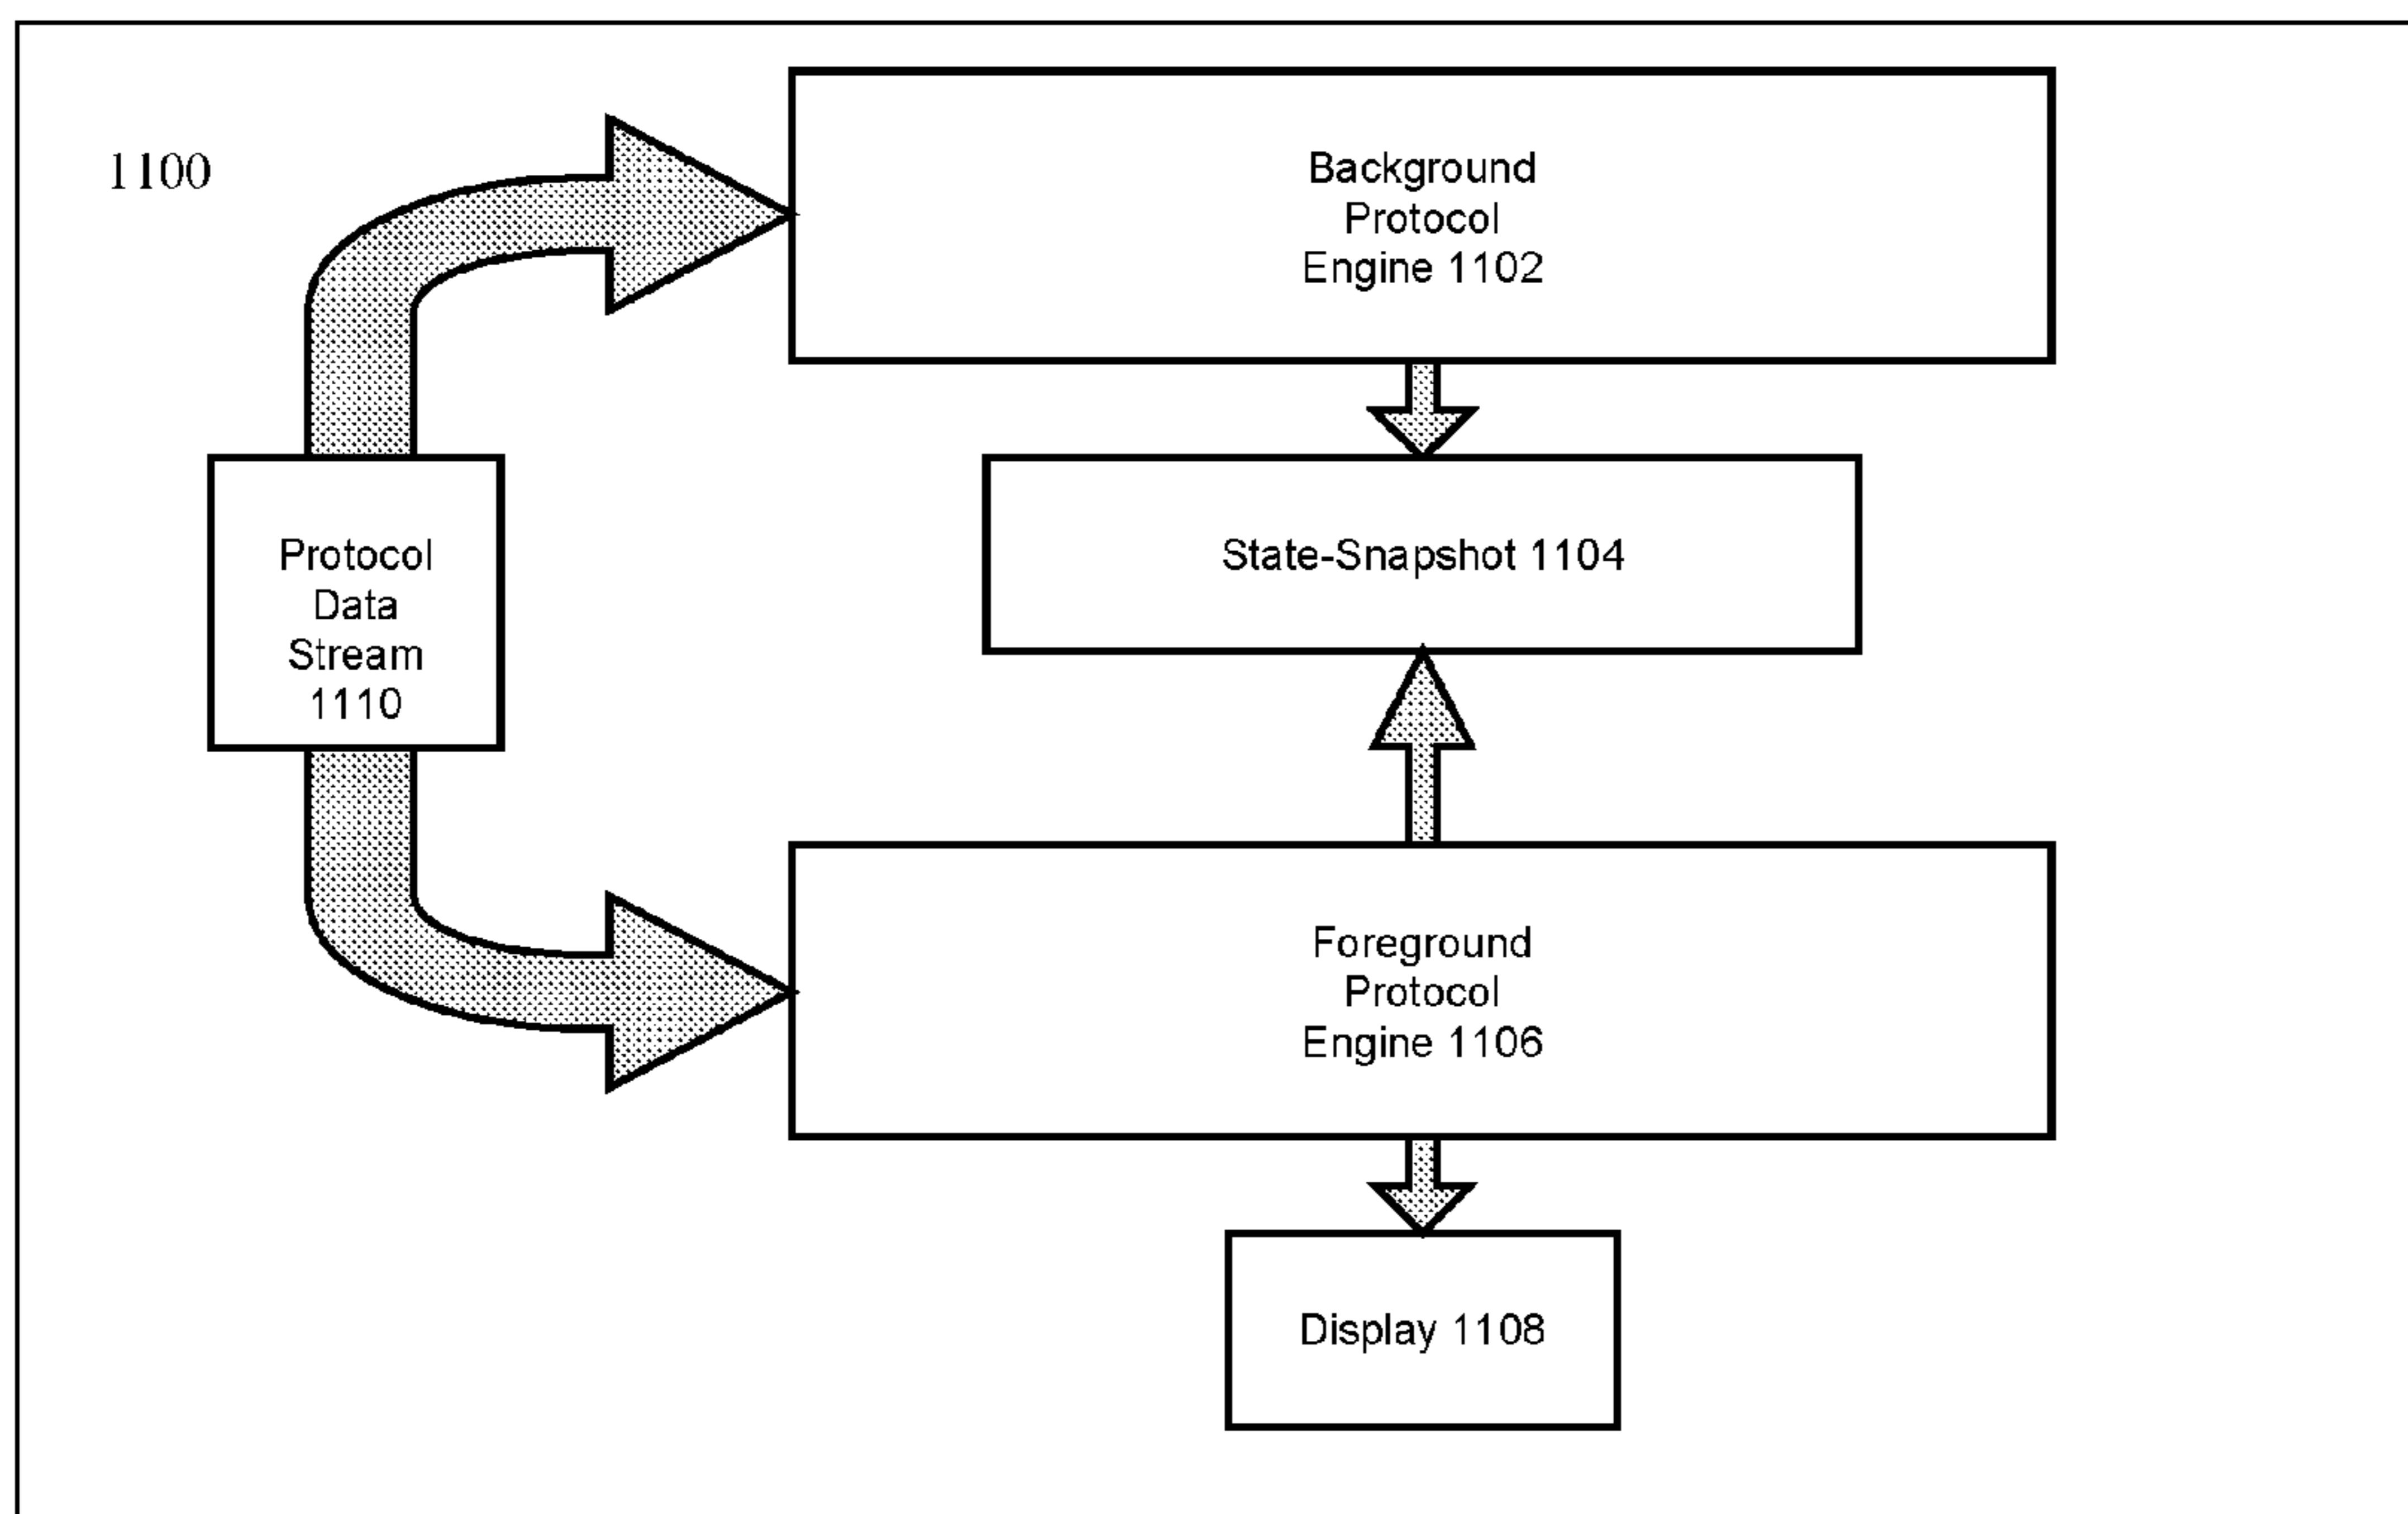 1100
Background
Protocol
Engine 1102
State-Snapshot 1104
Protocol
Data
Stream
1110
Foreground
Protocol
Engine 1106
Display 1108